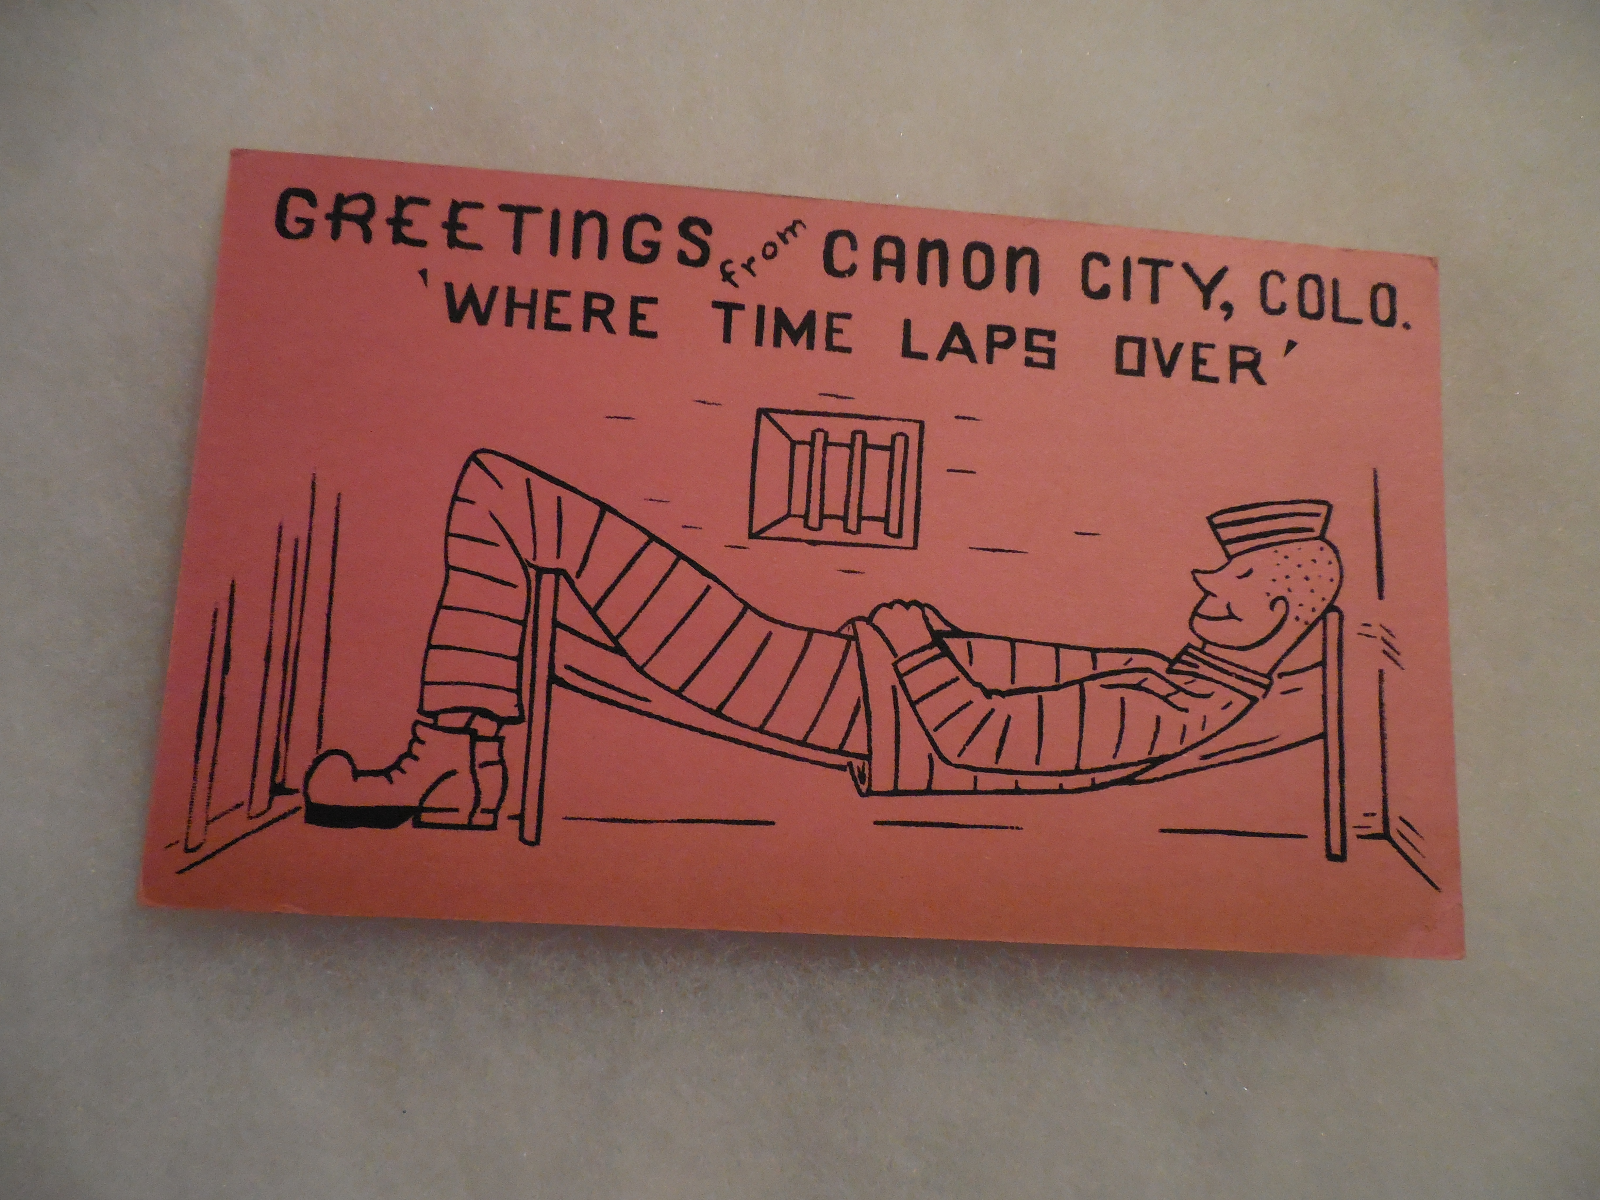 GREETINGS from CANON CITY, COLO.
'WHERE TIME LAPS OVER'